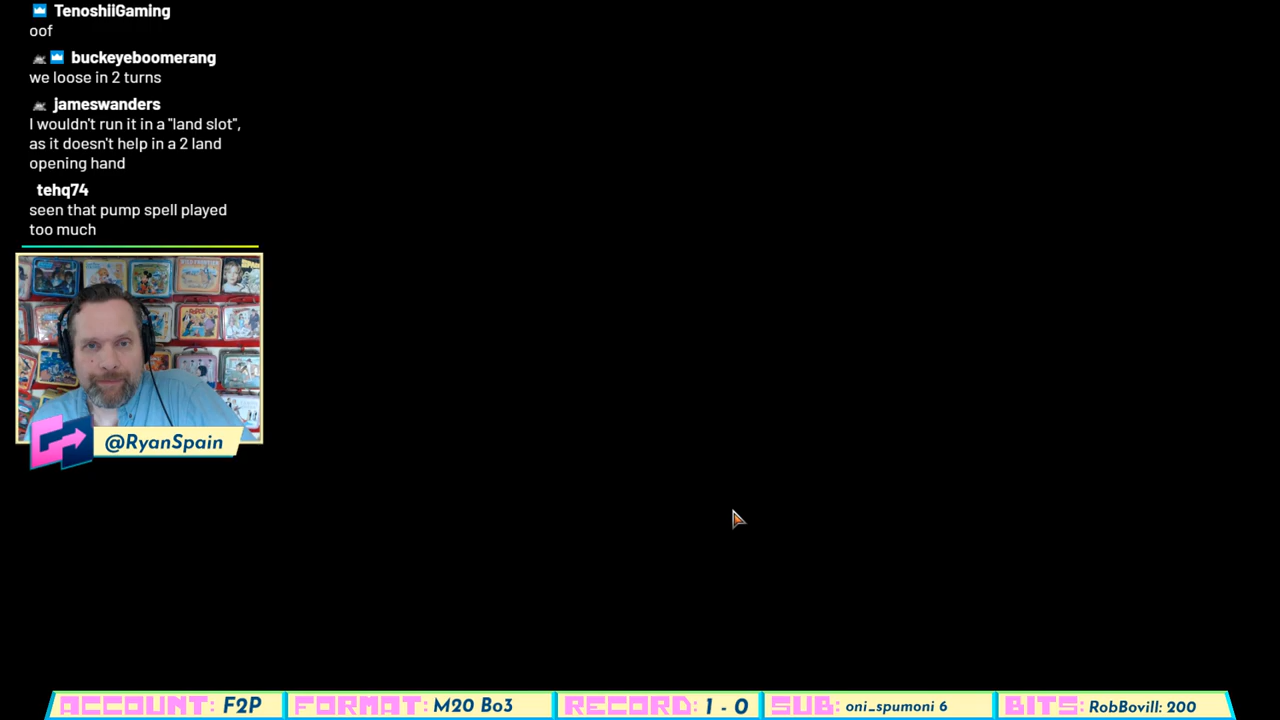 TenoshiiGaming
oof
buckeyeboomerang
we loose in 2 turns
jameswanders
I wouldn't run it in a "land slot",
as it doesn't help in a 2 land
opening hand
tehq74
seen that pump spell played
too much
@RyanSpain
ACCOUNT: F2P FORMAT: M20 Bo3 RECORD: 1 - 0 SUB: oni_spumoni 6 BITS: RobBovill: 200